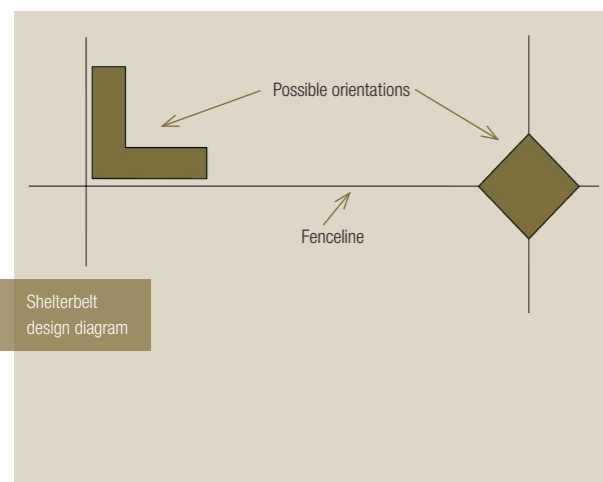 Possible orientations
Fenceline
Shelterbelt
design diagram